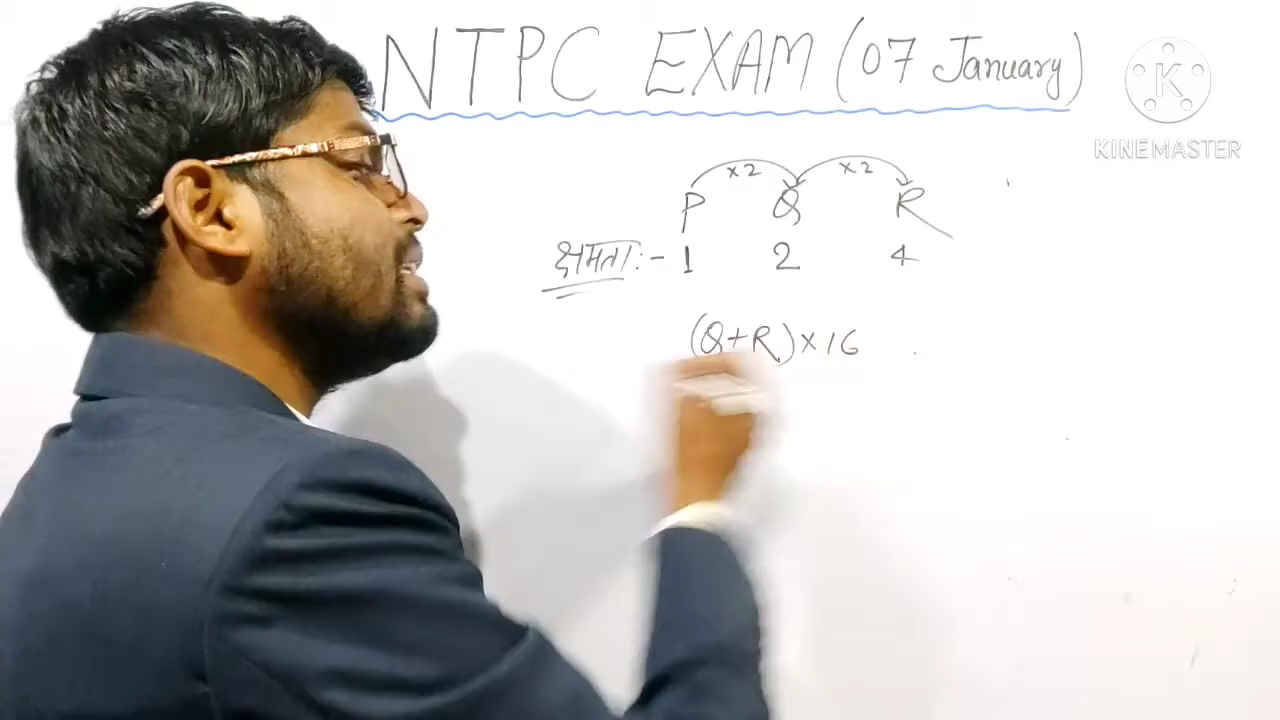 NTPC EXAM (07 January)
K
KINEMASTER
×2 ×2
P Q R
क्षमता:- 1 2 4
(Q+R)×16